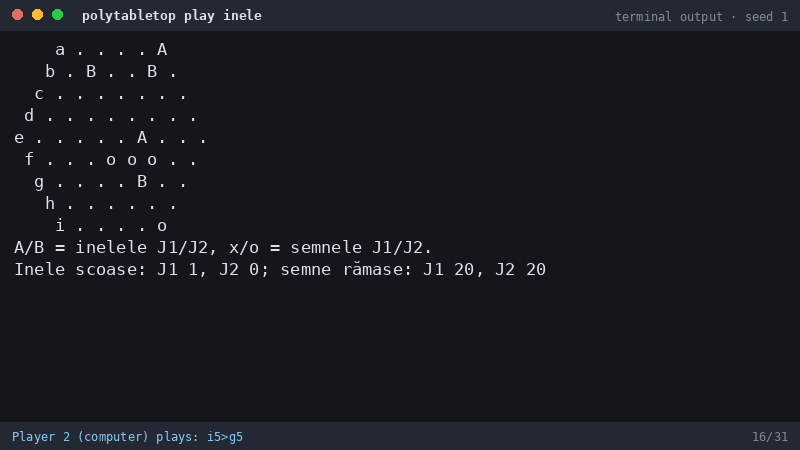 polytabletop play inele
terminal output · seed 1
a . . . . A
b . B . . B .
c . . . . . . .
d . . . . . . . .
e . . . . . A . . .
f . . . o o o . .
g . . . . B . .
h . . . . . .
i . . . . o
A/B = inelele J1/J2, x/o = semnele J1/J2.
Inele scoase: J1 1, J2 0; semne rămase: J1 20, J2 20
Player 2 (computer) plays: i5>g5
16/31